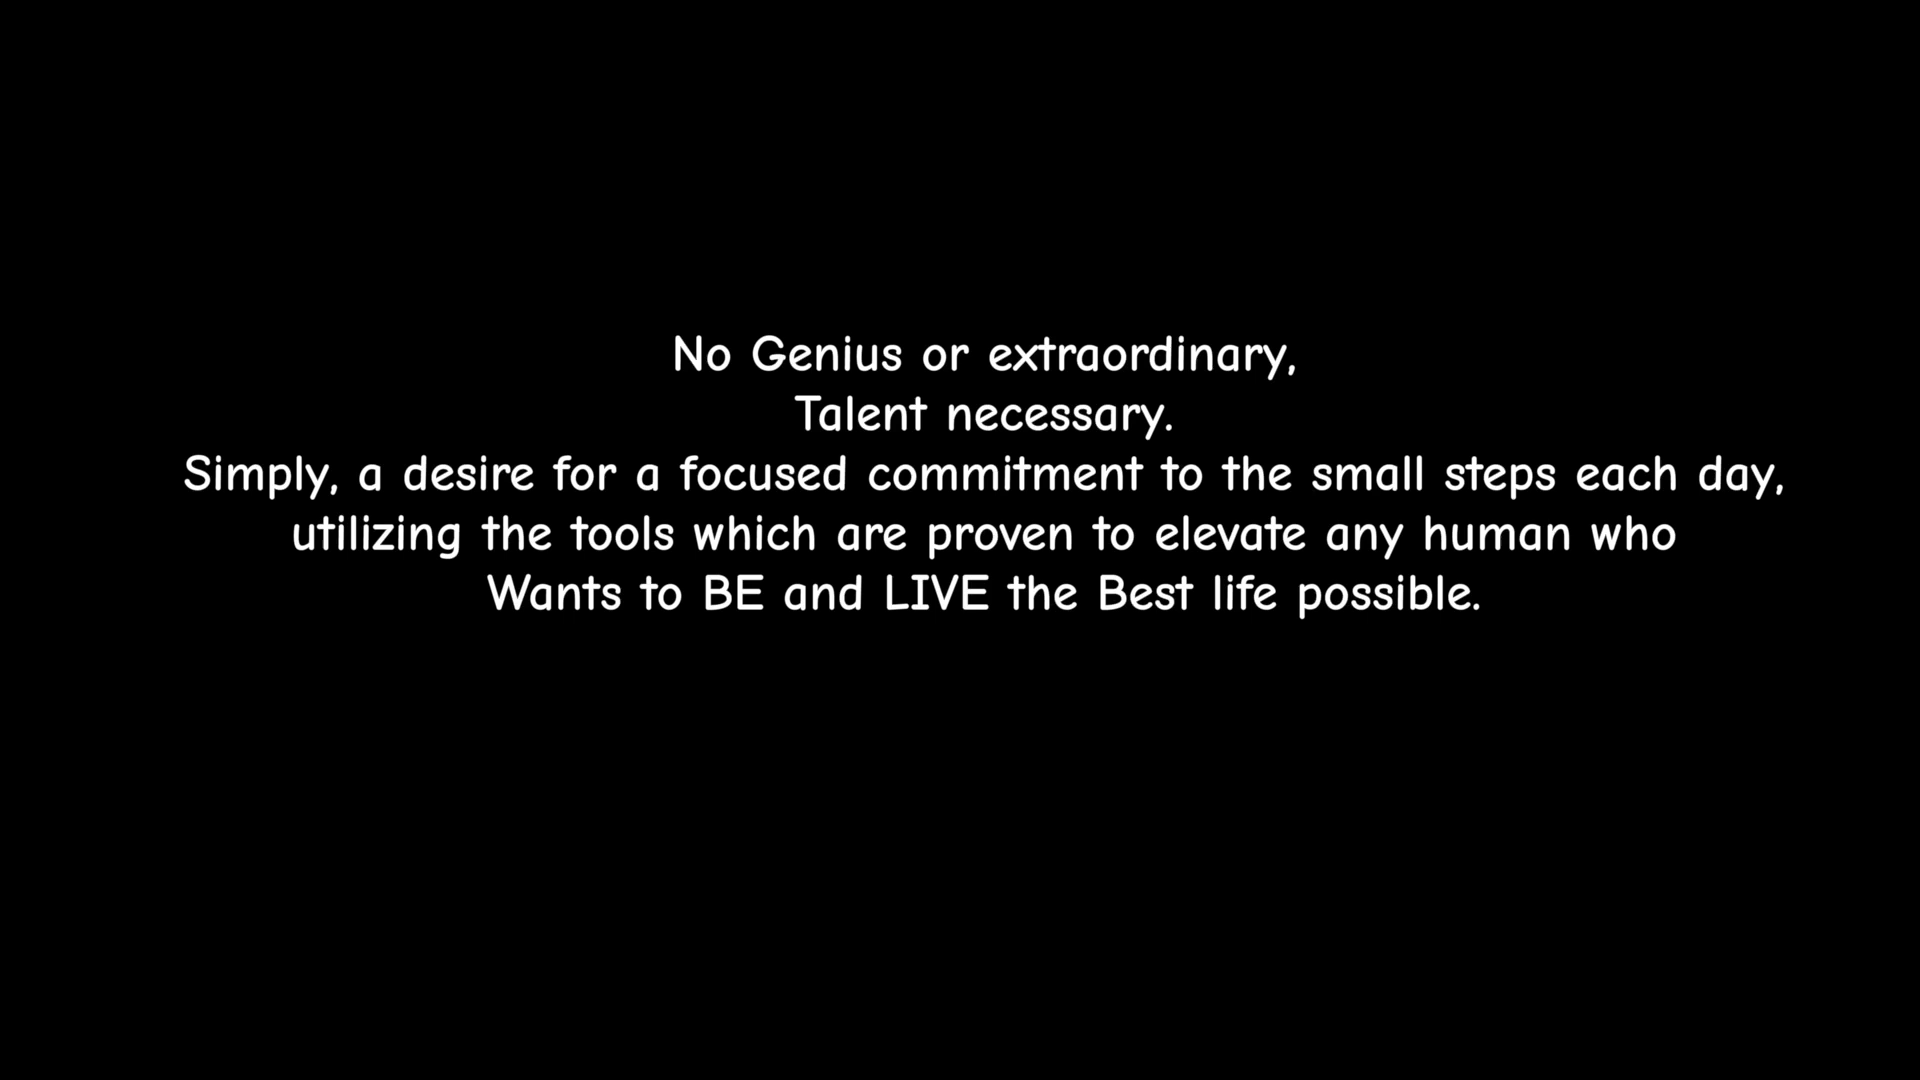 No Genius or extraordinary,
Talent necessary.
Simply, a desire for a focused commitment to the small steps each day,
utilizing the tools which are proven to elevate any human who
Wants to BE and LIVE the Best life possible.